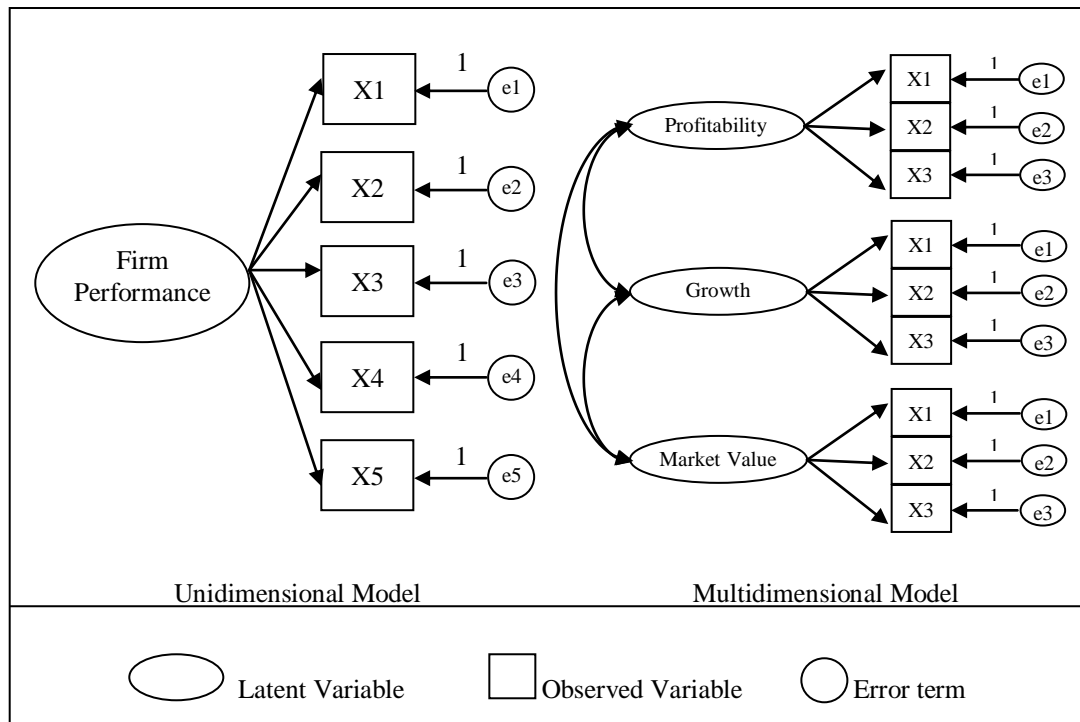 1
X1
e1
1
X2
e2
Firm
Performance
1
X3
e3
1
X4
e4
1
X5
e5
Unidimensional Model
Profitability
1
X1
e1
1
X2
e2
1
X3
e3
Growth
1
X1
e1
1
X2
e2
1
X3
e3
Market Value
1
X1
e1
1
X2
e2
1
X3
e3
Multidimensional Model
Latent Variable
Observed Variable
Error term